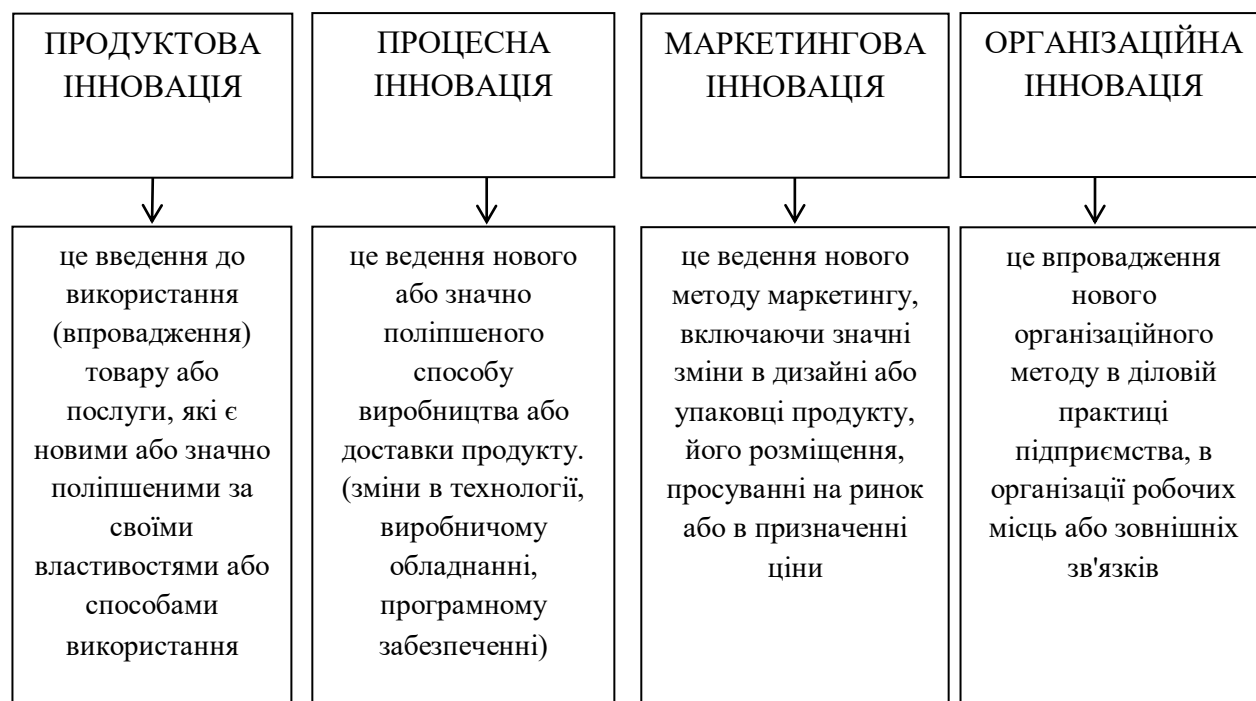 ПРОДУКТОВА
ІННОВАЦІЯ
ПРОЦЕСНА
ІННОВАЦІЯ
МАРКЕТИНГОВА
ІННОВАЦІЯ
ОРГАНІЗАЦІЙНА
ІННОВАЦІЯ
це введення до
використання
(впровадження)
товару або
послуги, які є
новими або значно
поліпшеними за
своїми
властивостями або
способами
використання
це ведення нового
або значно
поліпшеного
способу
виробництва або
доставки продукту.
(зміни в технології,
виробничому
обладнанні,
програмному
забезпеченні)
це ведення нового
методу маркетингу,
включаючи значні
зміни в дизайні або
упаковці продукту,
його розміщення,
просуванні на ринок
або в призначенні
ціни
це впровадження
нового
організаційного
методу в діловій
практиці
підприємства, в
організації робочих
місць або зовнішніх
зв'язків